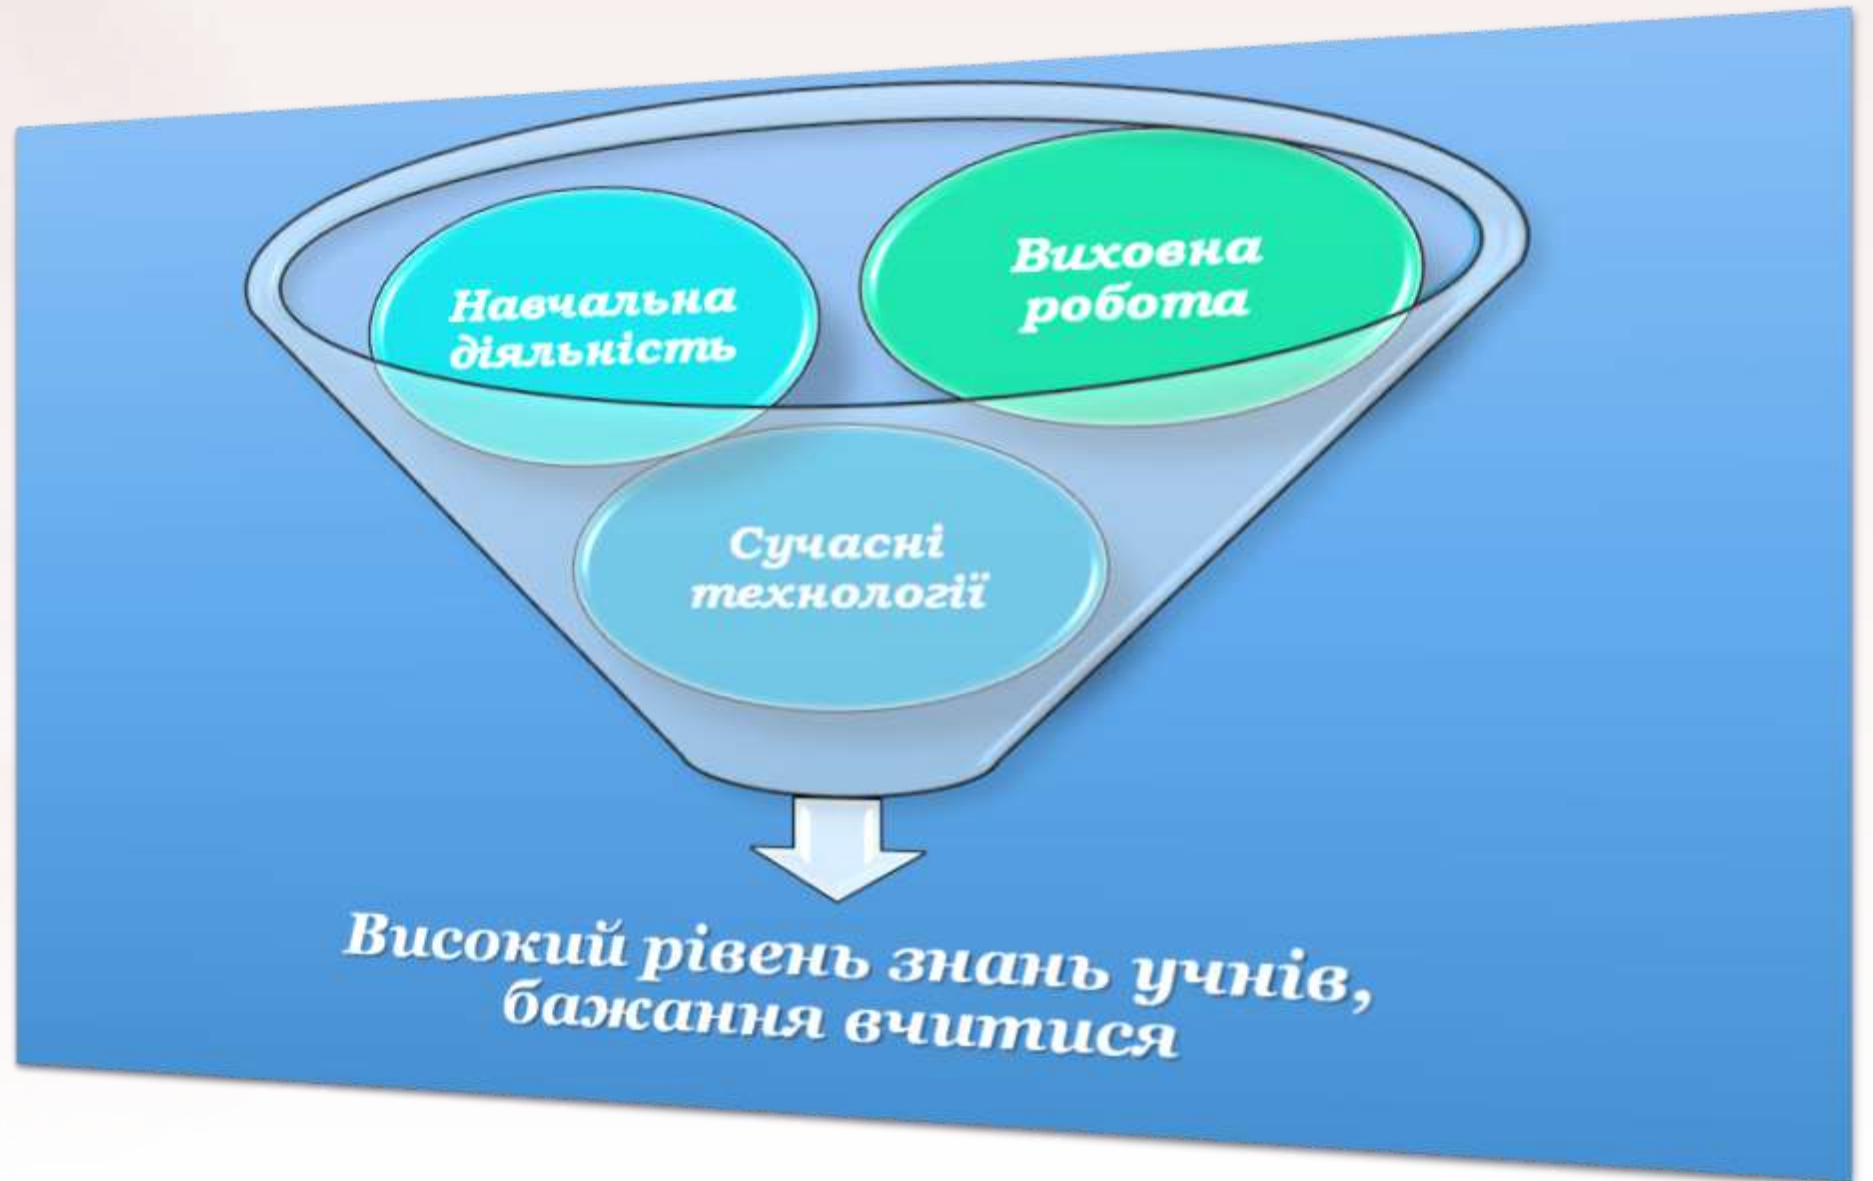 Навчальна
діяльність
Виховна
робота
Сучасні
технології
Високий рівень знань учнів,
бажання вчитися